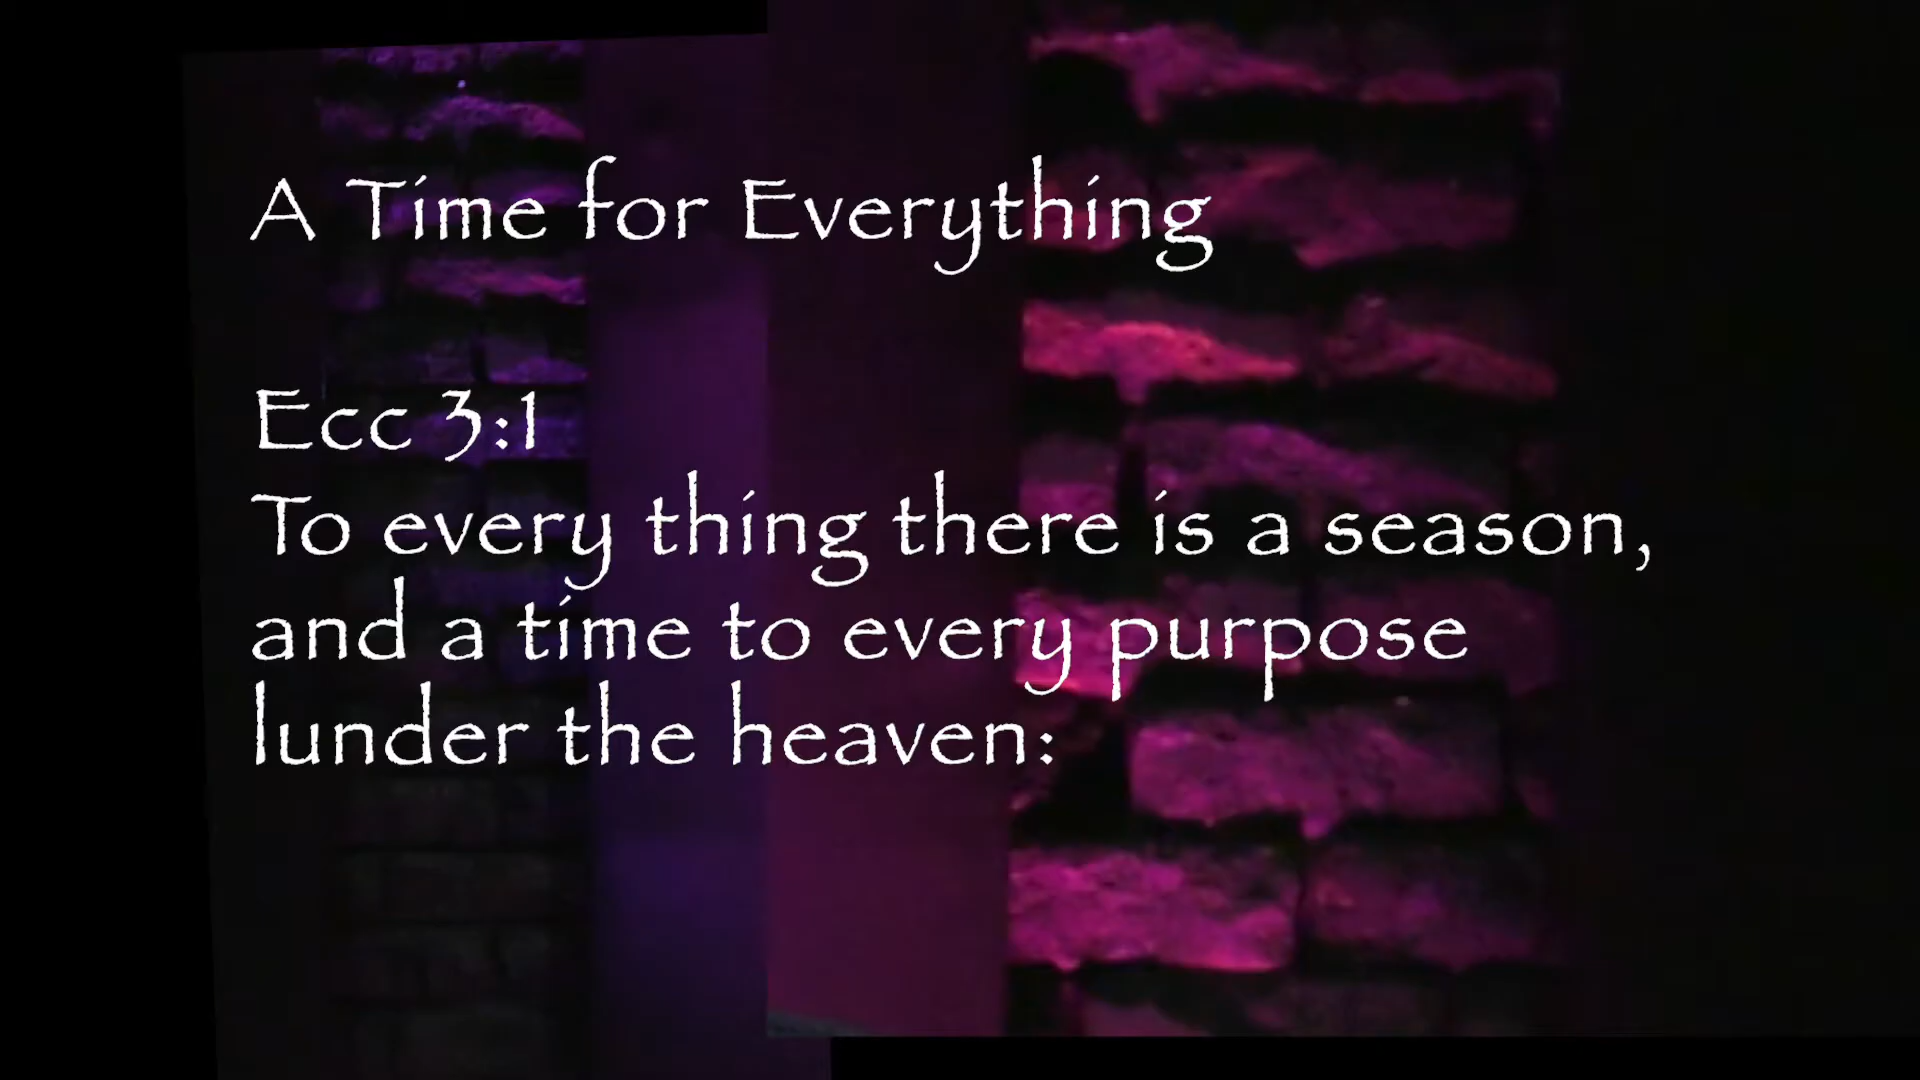 A Time for Everything
Ecc 3:1
To every thing there is a season,
and a time to every purpose
lunder the heaven: